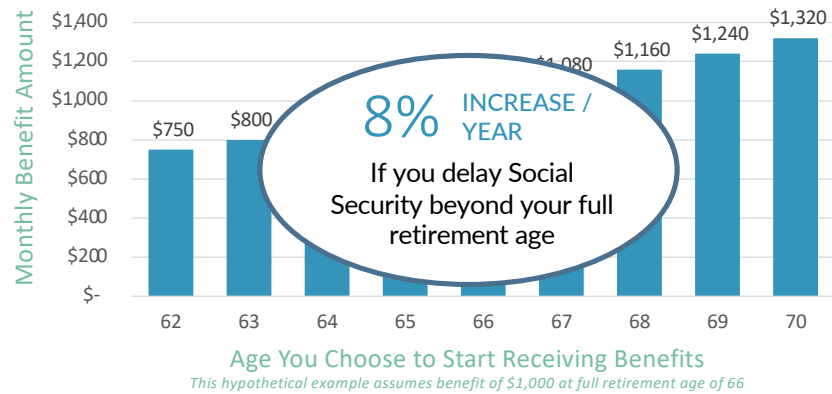 Monthly Benefit Amount
$1,400
$1,200
$1,000
$800
$600
$400
$200
$-
$750
$800
$1,080
$1,160
$1,240
$1,320
8% INCREASE /
YEAR
If you delay Social
Security beyond your full
retirement age
62 63 64 65 66 67 68 69 70
Age You Choose to Start Receiving Benefits
This hypothetical example assumes benefit of $1,000 at full retirement age of 66